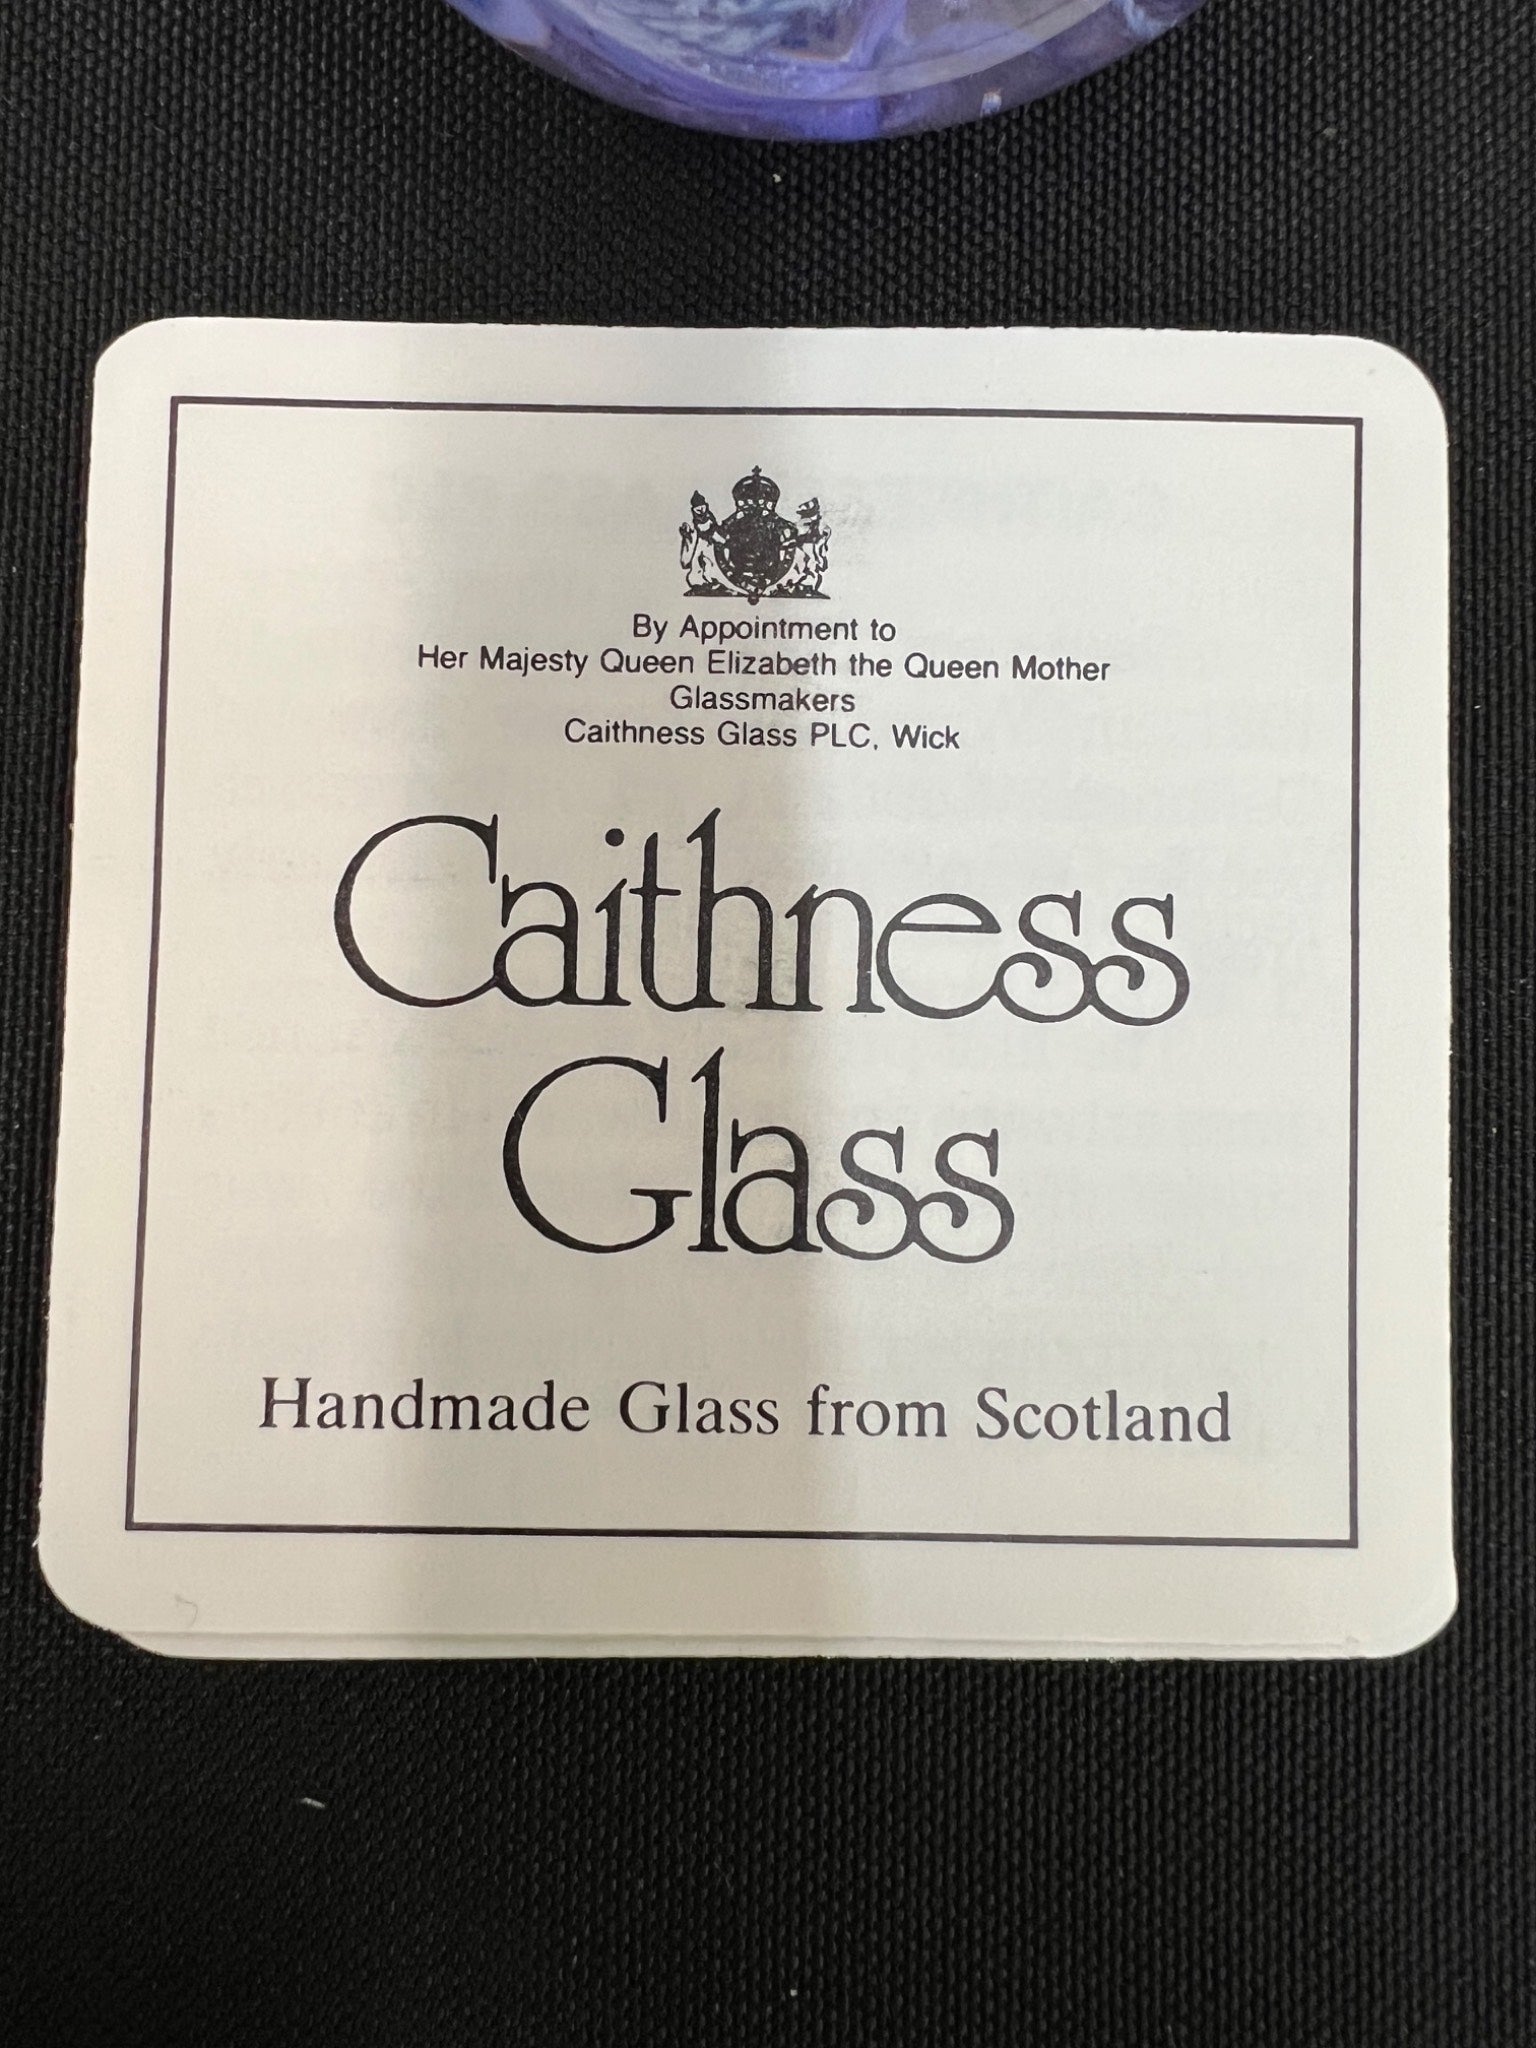 By Appointment to
Her Majesty Queen Elizabeth the Queen Mother
Glassmakers
Caithness Glass PLC, Wick
Caithness
Glass
Handmade Glass from Scotland